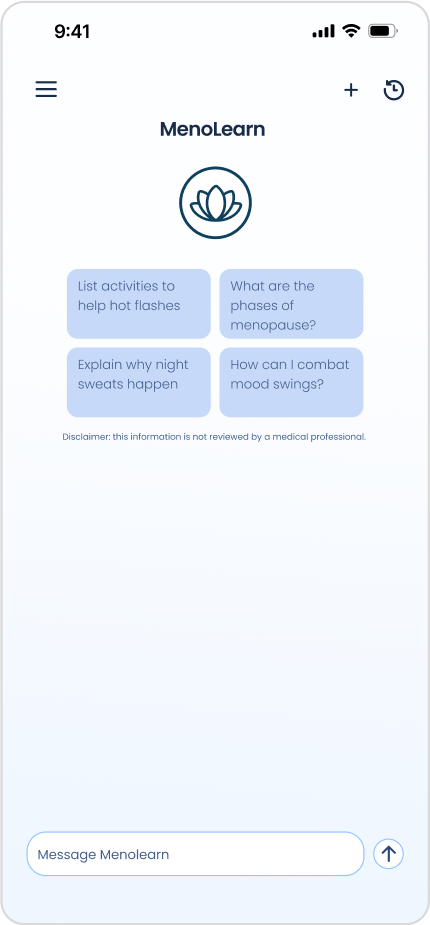 9:41
MenoLearn
List activities to
help hot flashes
What are the
phases of
menopause?
Explain why night
sweats happen
How can I combat
mood swings?
Disclaimer: this information is not reviewed by a medical professional.
Message Menolearn